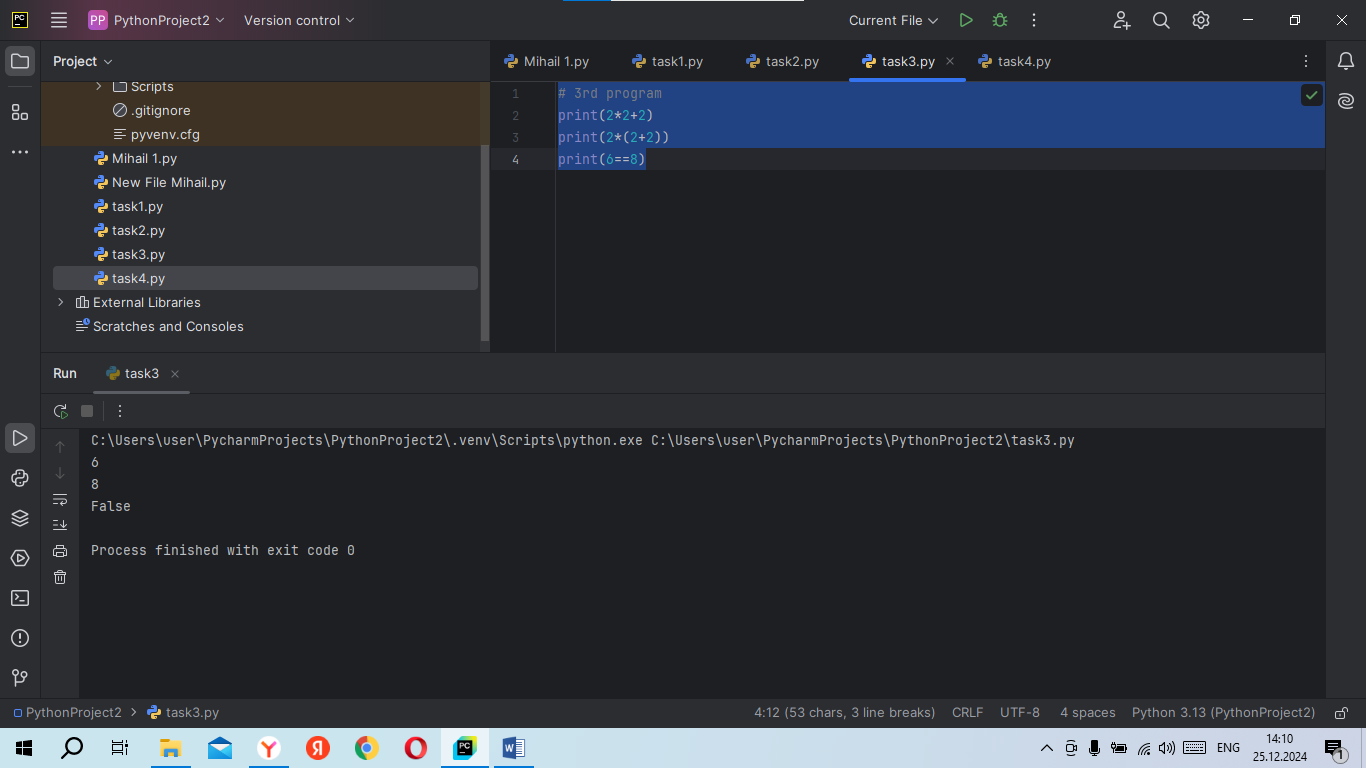 PC PP PythonProject2 Version control Current File
Project
Scripts
.gitignore
pyvenv.cfg
Mihail 1.py
New File Mihail.py
task1.py
task2.py
task3.py
task4.py
External Libraries
Scratches and Consoles
Mihail 1.py task1.py task2.py task3.py task4.py
1 # 3rd program
2 print(2*2+2)
3 print(2*(2+2))
4 print(6==8)
Run task3
C:\Users\user\PycharmProjects\PythonProject2\.venv\Scripts\python.exe C:\Users\user\PycharmProjects\PythonProject2\task3.py
6
8
False
Process finished with exit code 0
PythonProject2 > task3.py 4:12 (53 chars, 3 line breaks) CRLF UTF-8 4 spaces Python 3.13 (PythonProject2)
Y Я PC W ENG 14:10 1
25.12.2024